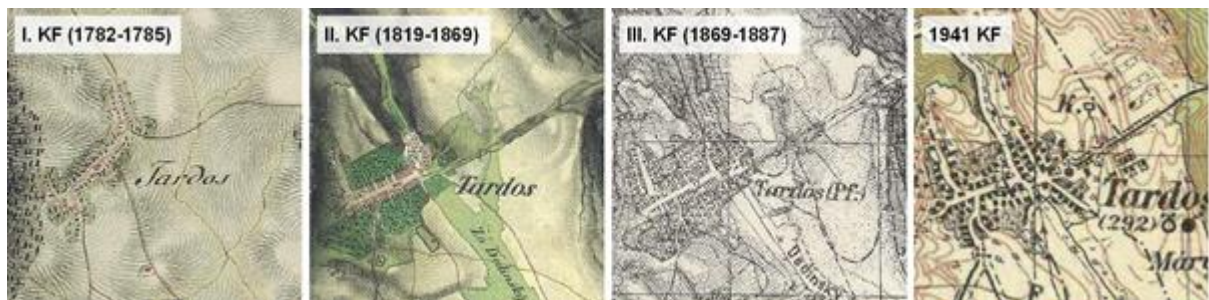 I. KF (1782-1785)
Tardos
II. KF (1819-1869)
Tardos
III. KF (1869-1887)
Tardos (Pf.)
1941 KF
K.
Tardos
(292)